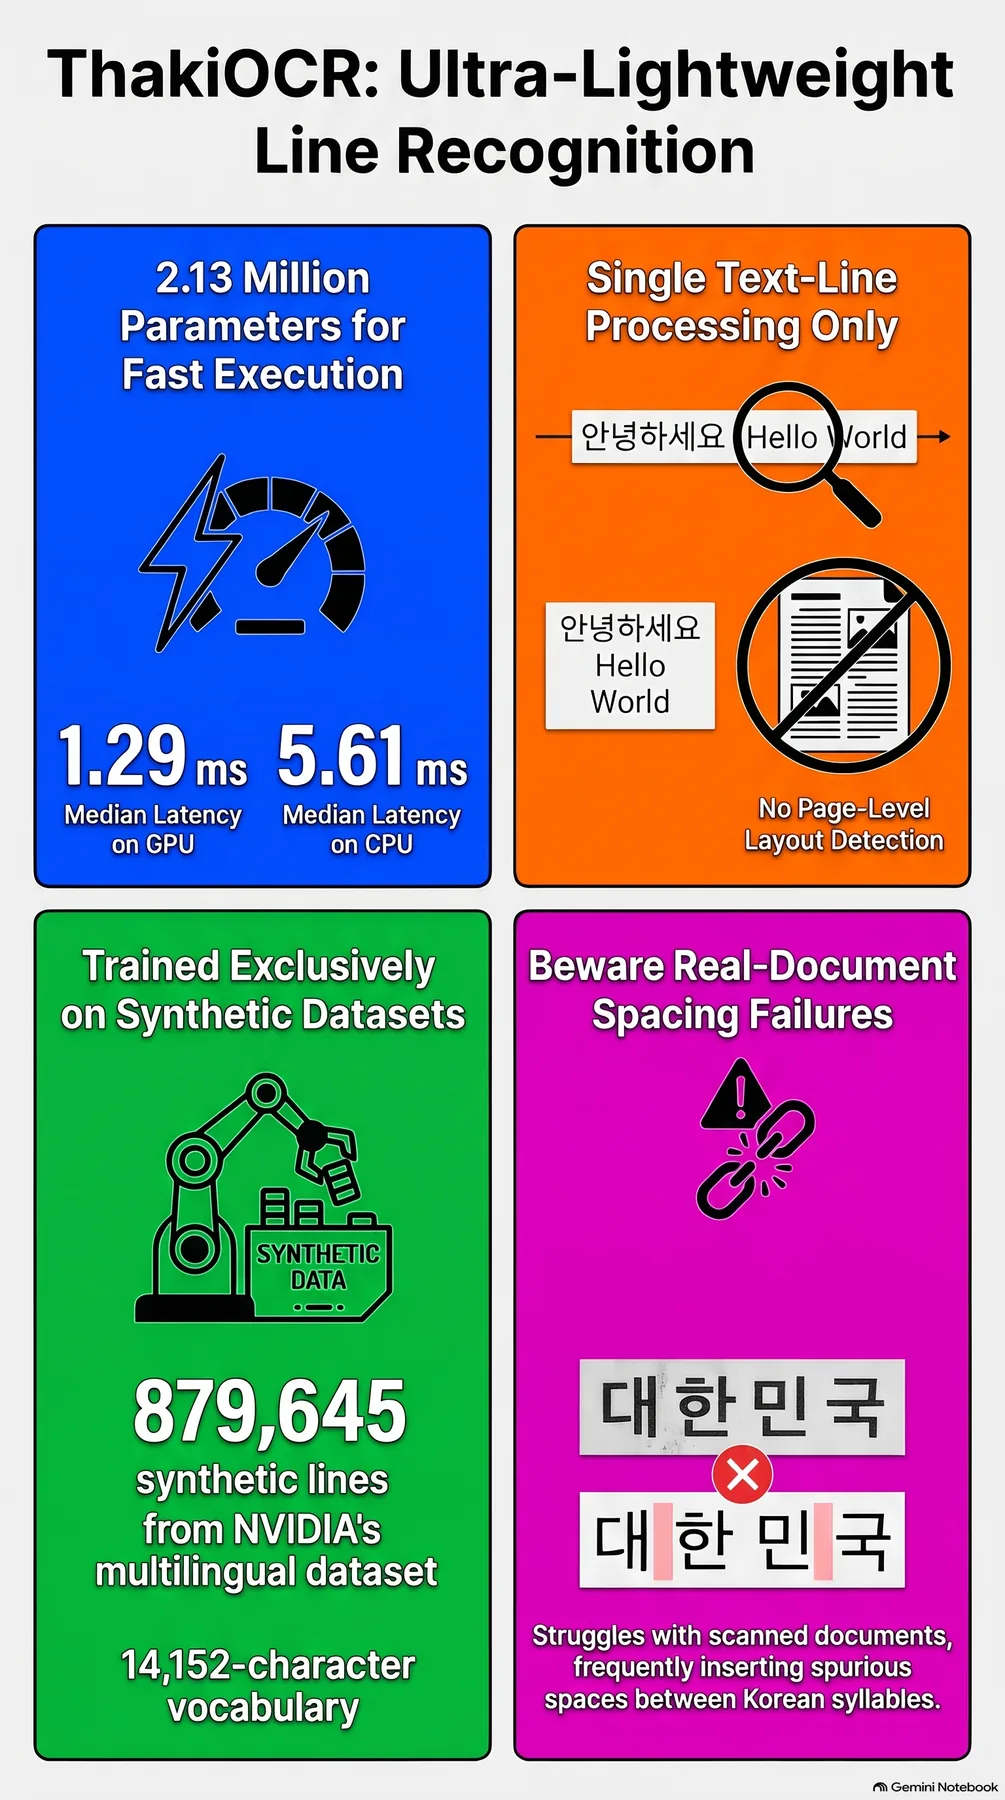 ThakiOCR: Ultra-Lightweight
Line Recognition
2.13 Million
Parameters for
Fast Execution
1.29 ms
Median Latency
on GPU
5.61 ms
Median Latency
on CPU
Single Text-Line
Processing Only
안녕하세요 Hello World
안녕하세요
Hello
World
No Page-Level
Layout Detection
Trained Exclusively
on Synthetic Datasets
SYNTHETIC
DATA
879,645
synthetic lines
from NVIDIA's
multilingual dataset
14,152-character
vocabulary
Beware Real-Document
Spacing Failures
대한민국
대 한 민 국
Struggles with scanned documents,
frequently inserting spurious
spaces between Korean syllables.
Gemini Notebook